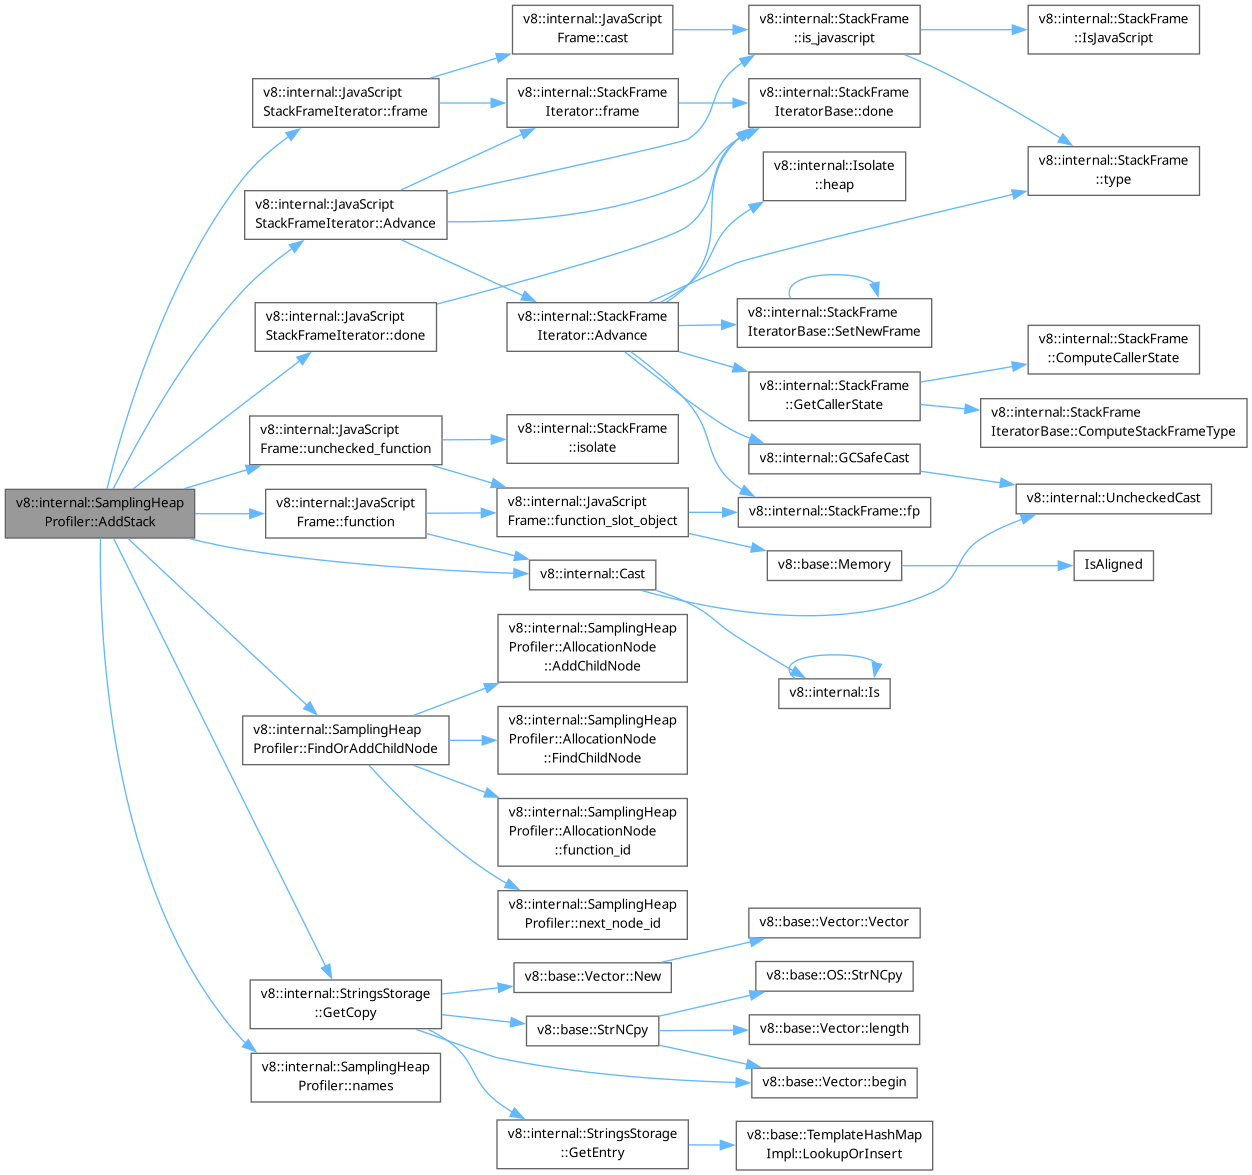 v8::internal::SamplingHeap
Profiler::AddStack
v8::internal::JavaScript
StackFrameIterator::frame
v8::internal::JavaScript
Frame::cast
v8::internal::StackFrame
::is_javascript
v8::internal::StackFrame
::IsJavaScript
v8::internal::StackFrame
Iterator::frame
v8::internal::StackFrame
IteratorBase::done
v8::internal::StackFrame
::type
v8::internal::JavaScript
StackFrameIterator::Advance
v8::internal::Isolate
::heap
v8::internal::JavaScript
StackFrameIterator::done
v8::internal::StackFrame
Iterator::Advance
v8::internal::StackFrame
IteratorBase::SetNewFrame
v8::internal::StackFrame
::GetCallerState
v8::internal::StackFrame
::ComputeCallerState
v8::internal::StackFrame
IteratorBase::ComputeStackFrameType
v8::internal::GCSafeCast
v8::internal::UncheckedCast
v8::internal::StackFrame::fp
v8::internal::JavaScript
Frame::unchecked_function
v8::internal::StackFrame
::isolate
v8::internal::JavaScript
Frame::function
v8::internal::JavaScript
Frame::function_slot_object
v8::base::Memory
IsAligned
v8::internal::Cast
v8::internal::Is
v8::internal::SamplingHeap
Profiler::FindOrAddChildNode
v8::internal::SamplingHeap
Profiler::AllocationNode
::AddChildNode
v8::internal::SamplingHeap
Profiler::AllocationNode
::FindChildNode
v8::internal::SamplingHeap
Profiler::AllocationNode
::function_id
v8::internal::SamplingHeap
Profiler::next_node_id
v8::internal::StringsStorage
::GetCopy
v8::base::Vector::New
v8::base::Vector::Vector
v8::base::StrNCpy
v8::base::OS::StrNCpy
v8::base::Vector::length
v8::base::Vector::begin
v8::internal::StringsStorage
::GetEntry
v8::base::TemplateHashMap
Impl::LookupOrInsert
v8::internal::SamplingHeap
Profiler::names